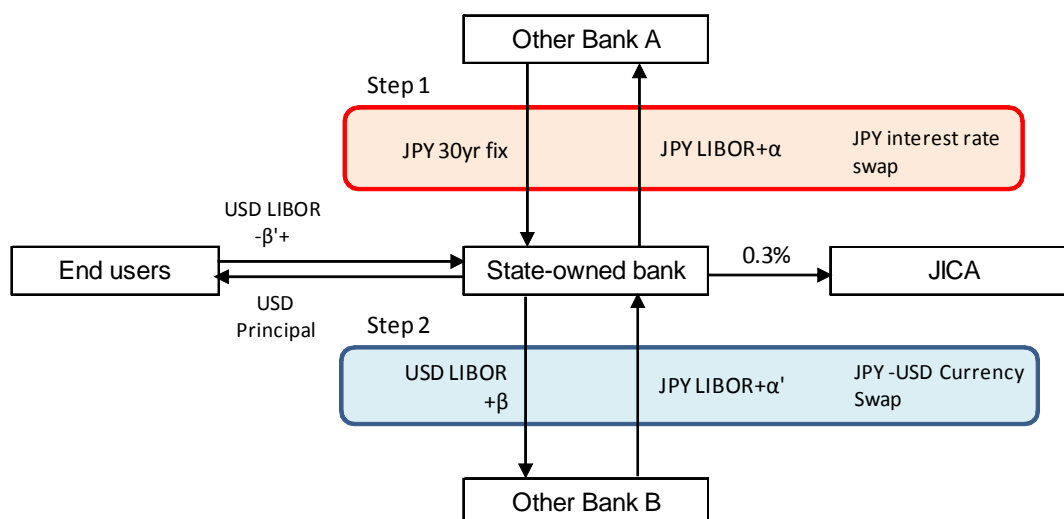 Other Bank A
Step 1
JPY 30yr fix
JPY LIBOR+α
JPY interest rate
swap
USD LIBOR
-β'+
End users
State-owned bank
0.3%
JICA
USD
Principal
Step 2
USD LIBOR
+β
JPY LIBOR+α'
JPY -USD Currency
Swap
Other Bank B